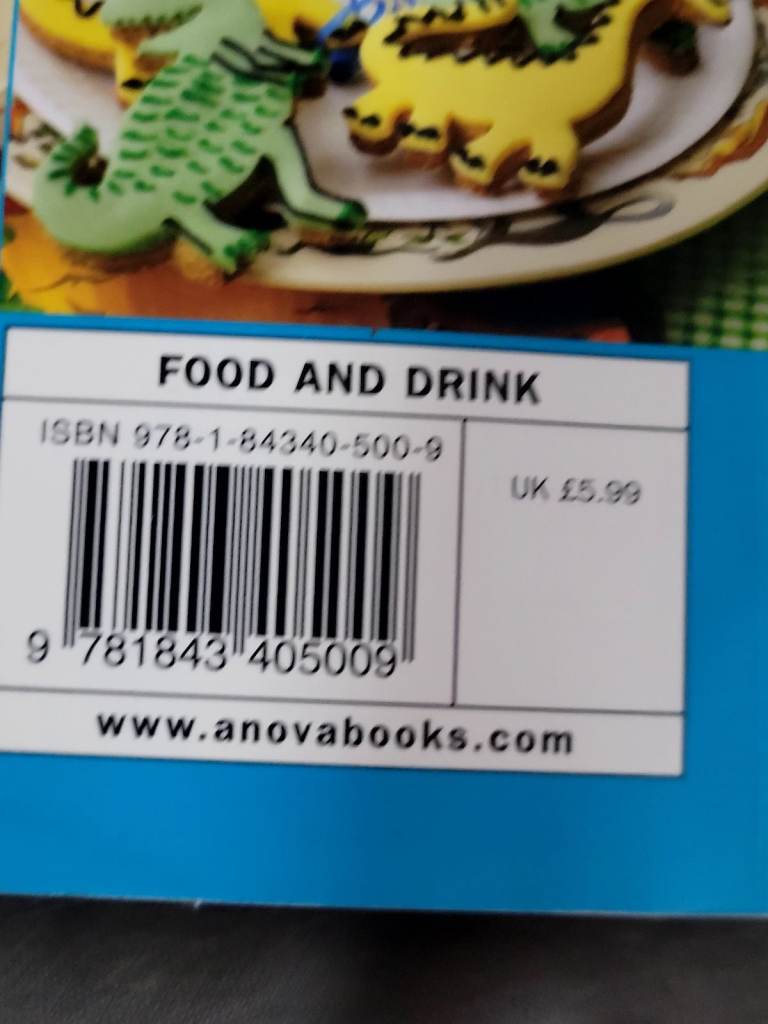 FOOD AND DRINK
ISBN 978-1-84340-500-9
UK £5.99
9 781843 405009
www.anovabooks.com